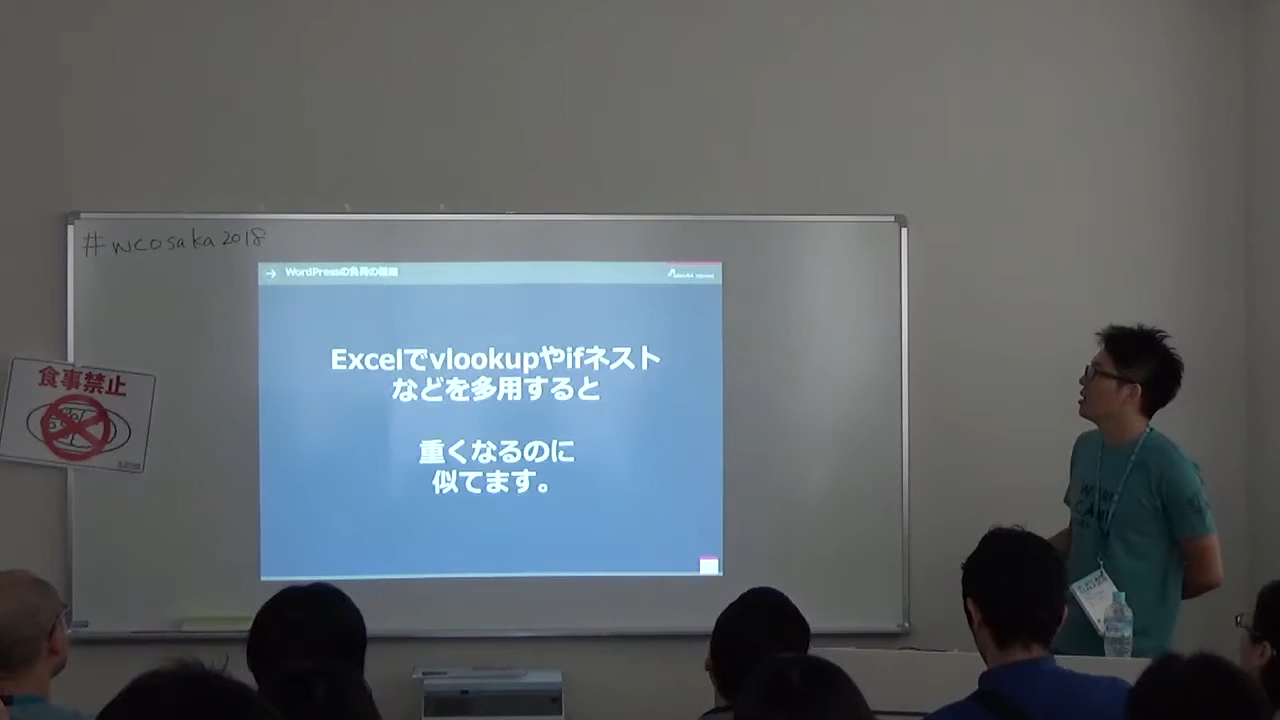 #wcosaka2018
→ WordPressの負荷の種類
Excelでvlookupやifネスト
などを多用すると
重くなるのに
似てます。
食事禁止
WORD
CAMP